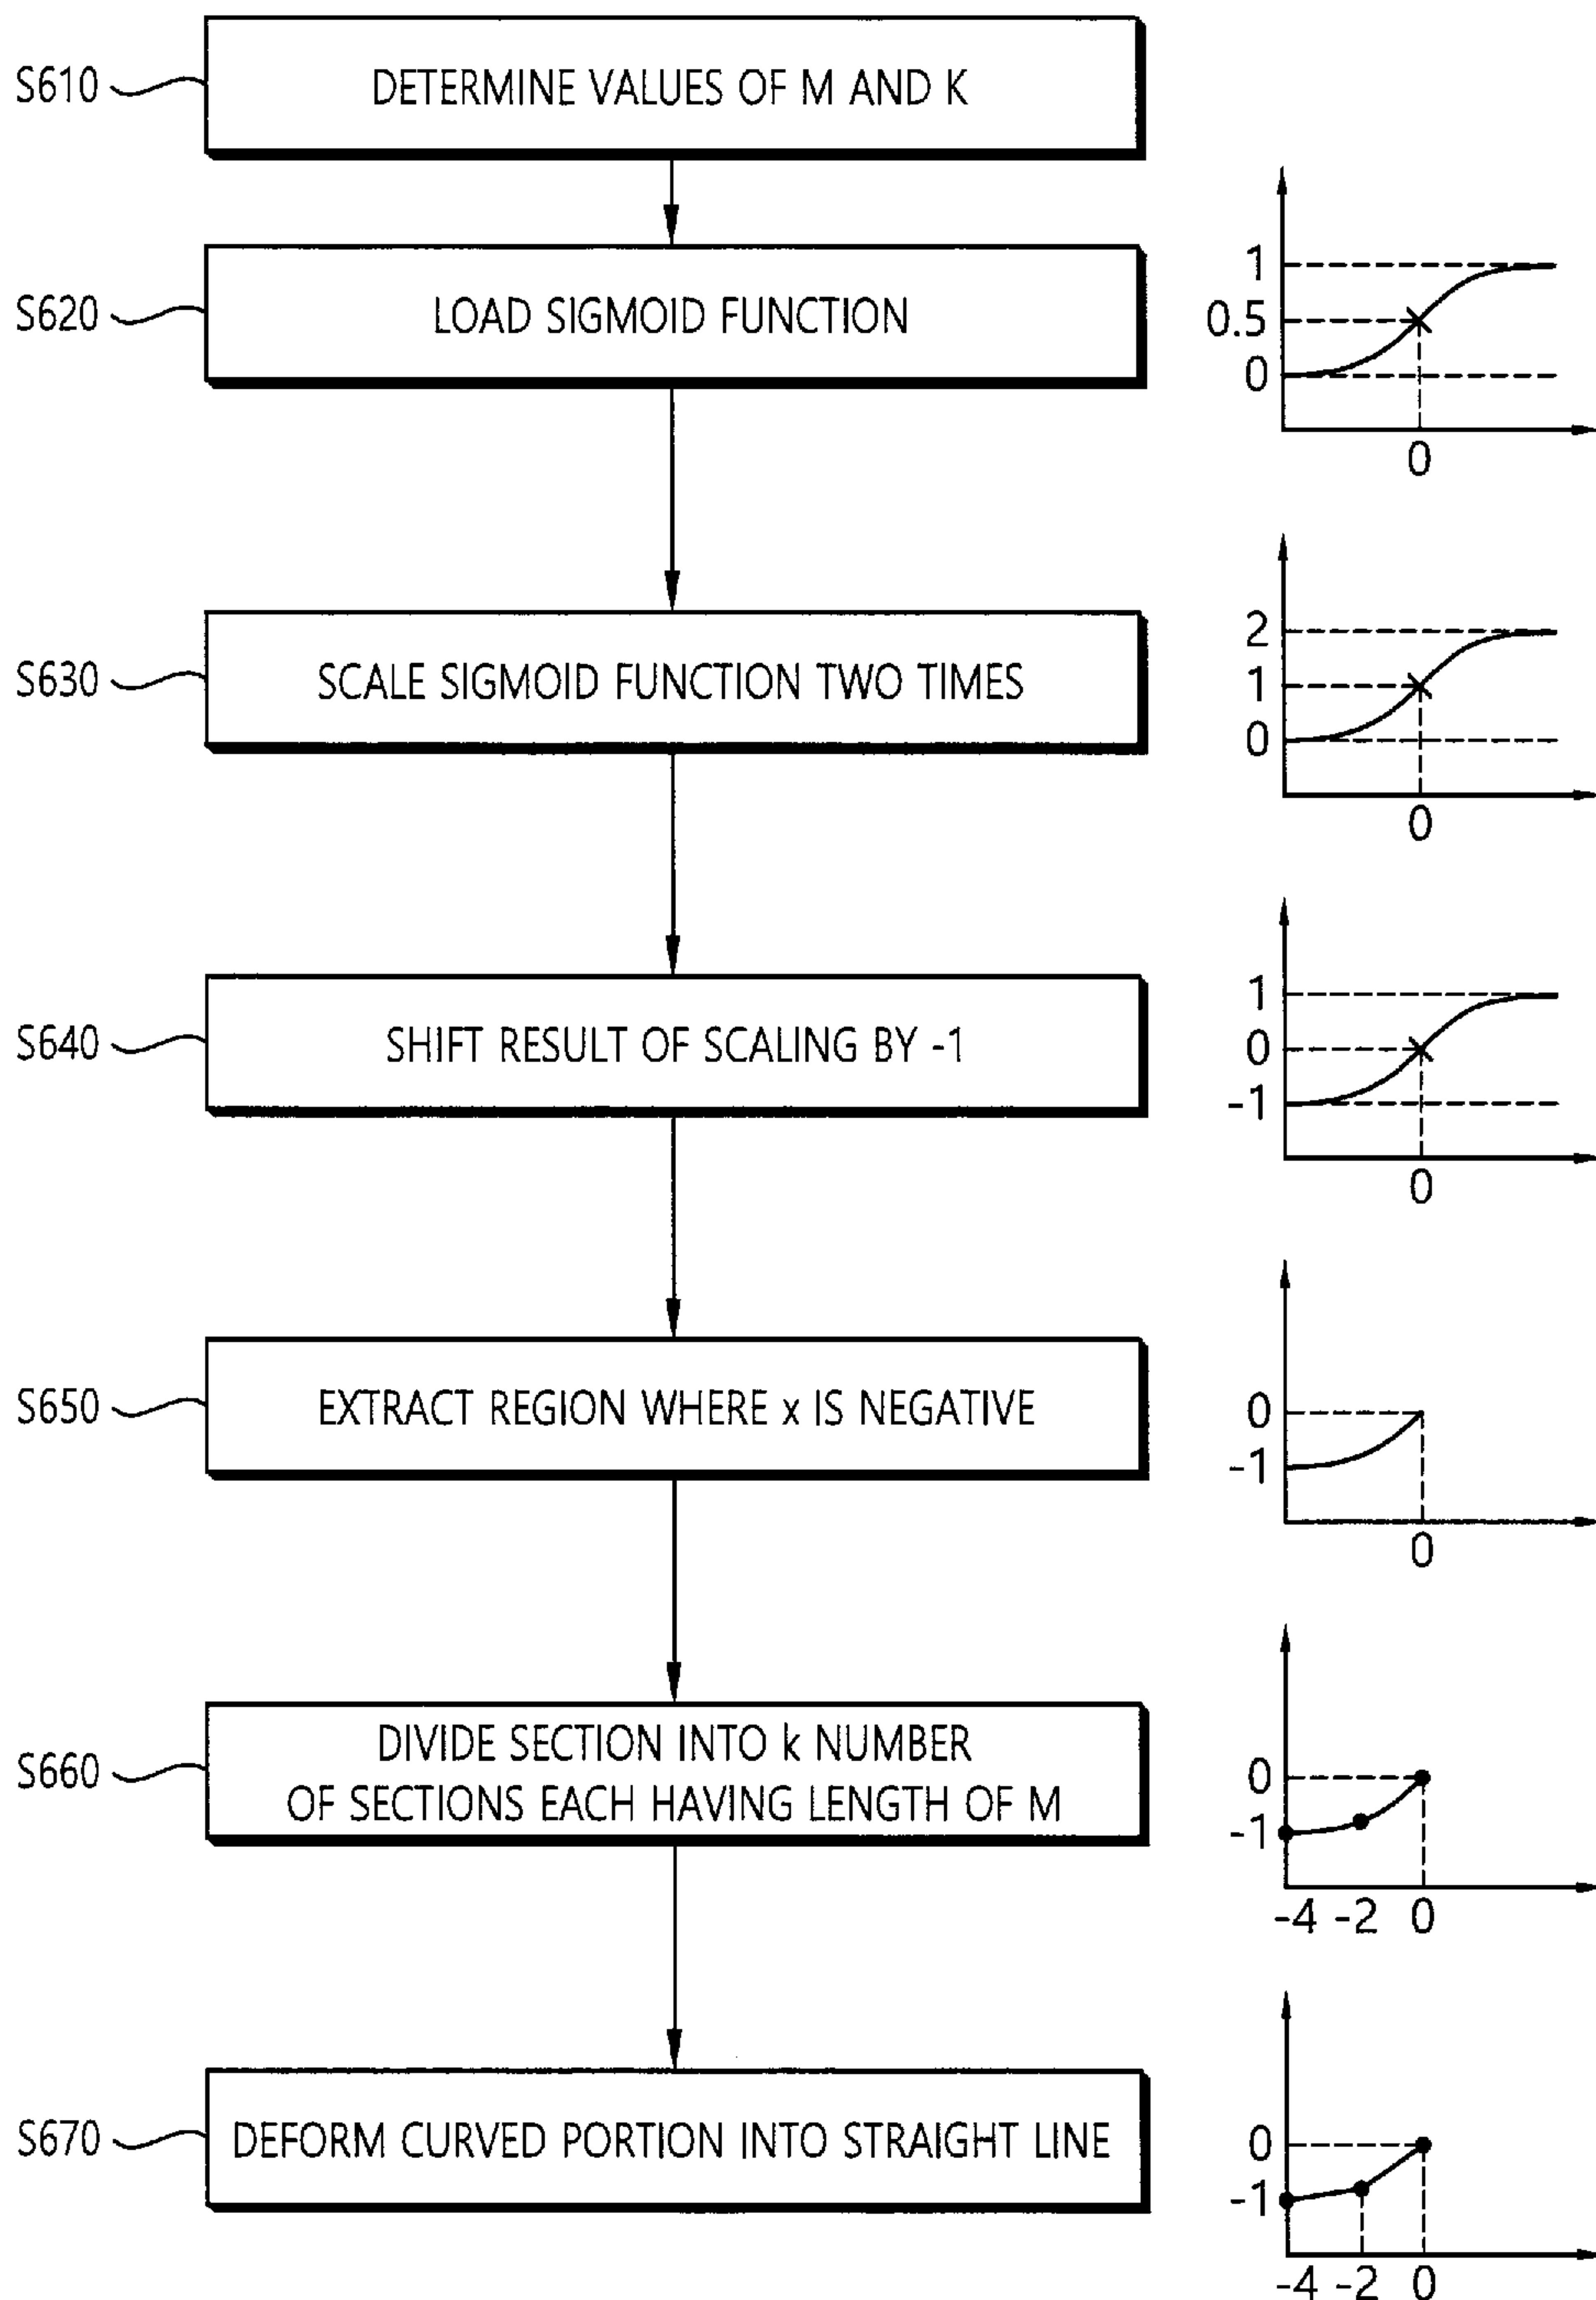 S610
DETERMINE VALUES OF M AND K
S620
LOAD SIGMOID FUNCTION
1
0.5
0
0
S630
SCALE SIGMOID FUNCTION TWO TIMES
2
1
0
0
S640
SHIFT RESULT OF SCALING BY -1
1
0
-1
0
S650
EXTRACT REGION WHERE x IS NEGATIVE
0
-1
0
S660
DIVIDE SECTION INTO k NUMBER
OF SECTIONS EACH HAVING LENGTH OF M
0
-1
-4 -2 0
S670
DEFORM CURVED PORTION INTO STRAIGHT LINE
0
-1
-4 -2 0